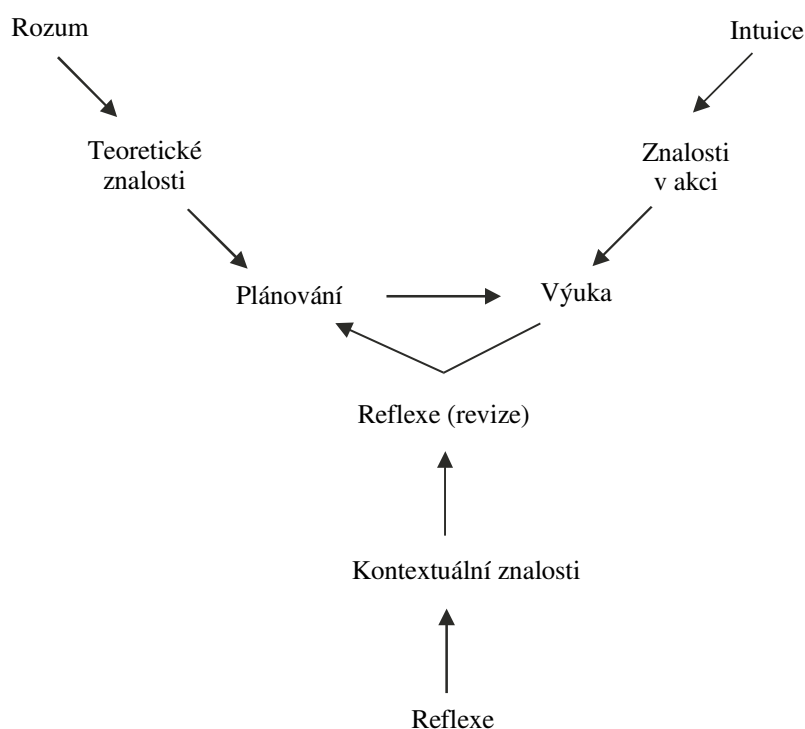 Rozum
Intuice
Teoretické
znalosti
Znalosti
v akci
Plánování
Výuka
Reflexe (revize)
Kontextuální znalosti
Reflexe